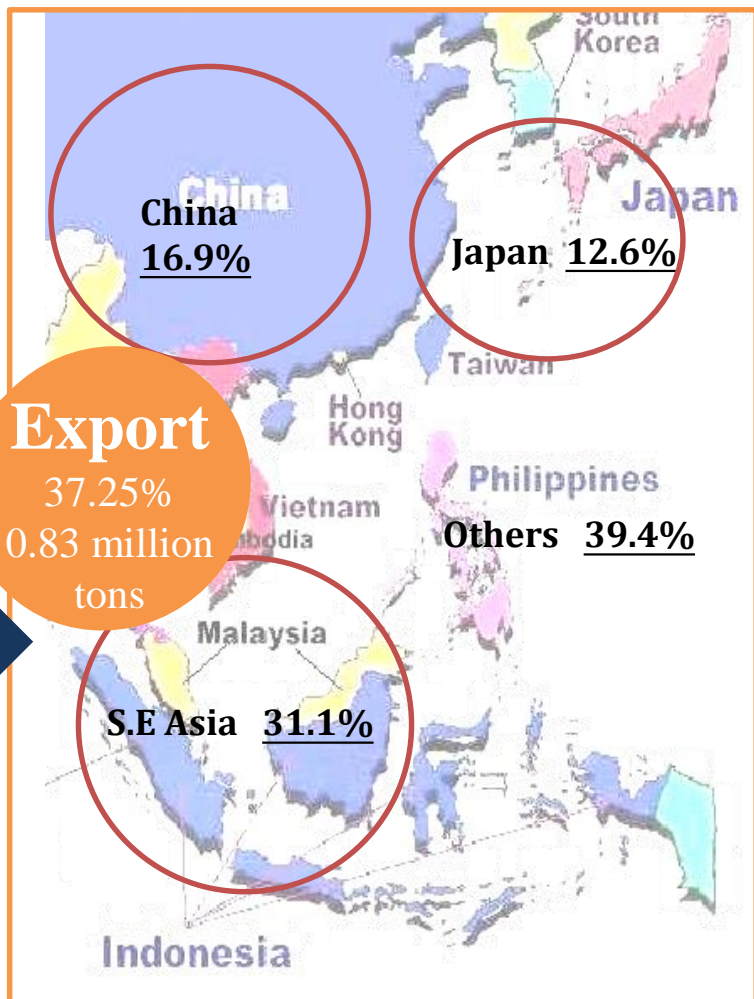 South
Korea
China
China
16.9%
Japan
Japan 12.6%
Taiwan
Hong
Kong
Export
37.25%
0.83 million
tons
Philippines
Vietnam
Others 39.4%
Malaysia
S.E Asia 31.1%
Indonesia